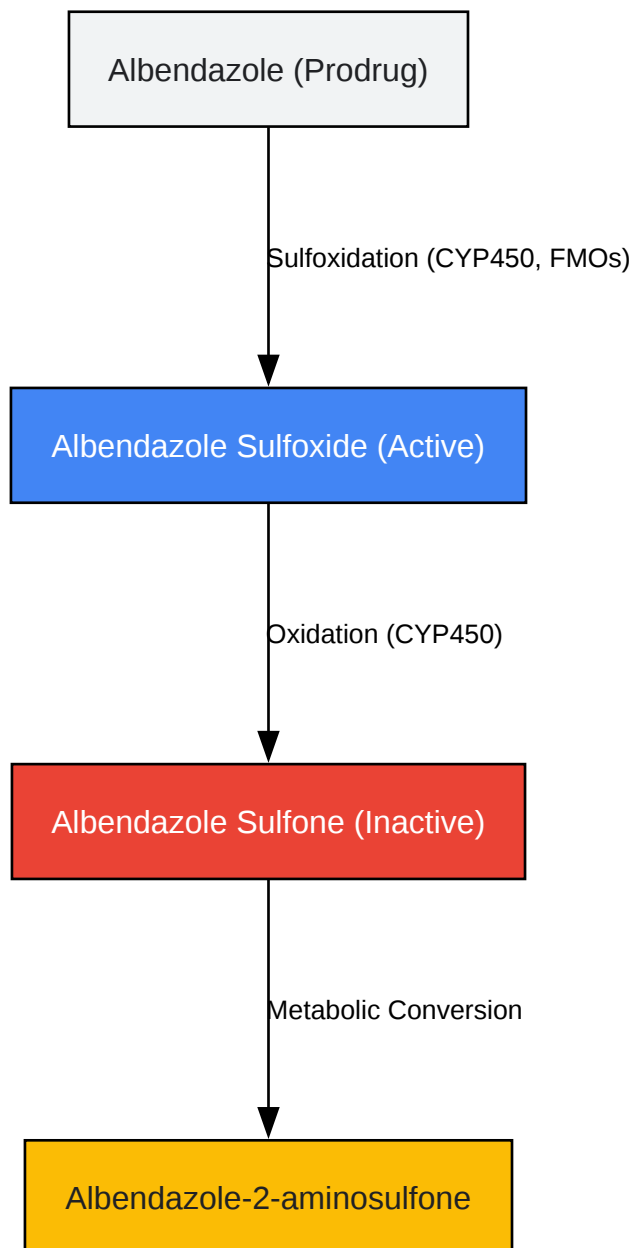 Albendazole (Prodrug)
Sulfoxidation (CYP450, FMOs)
Albendazole Sulfoxide (Active)
Oxidation (CYP450)
Albendazole Sulfone (Inactive)
Metabolic Conversion
Albendazole-2-aminosulfone